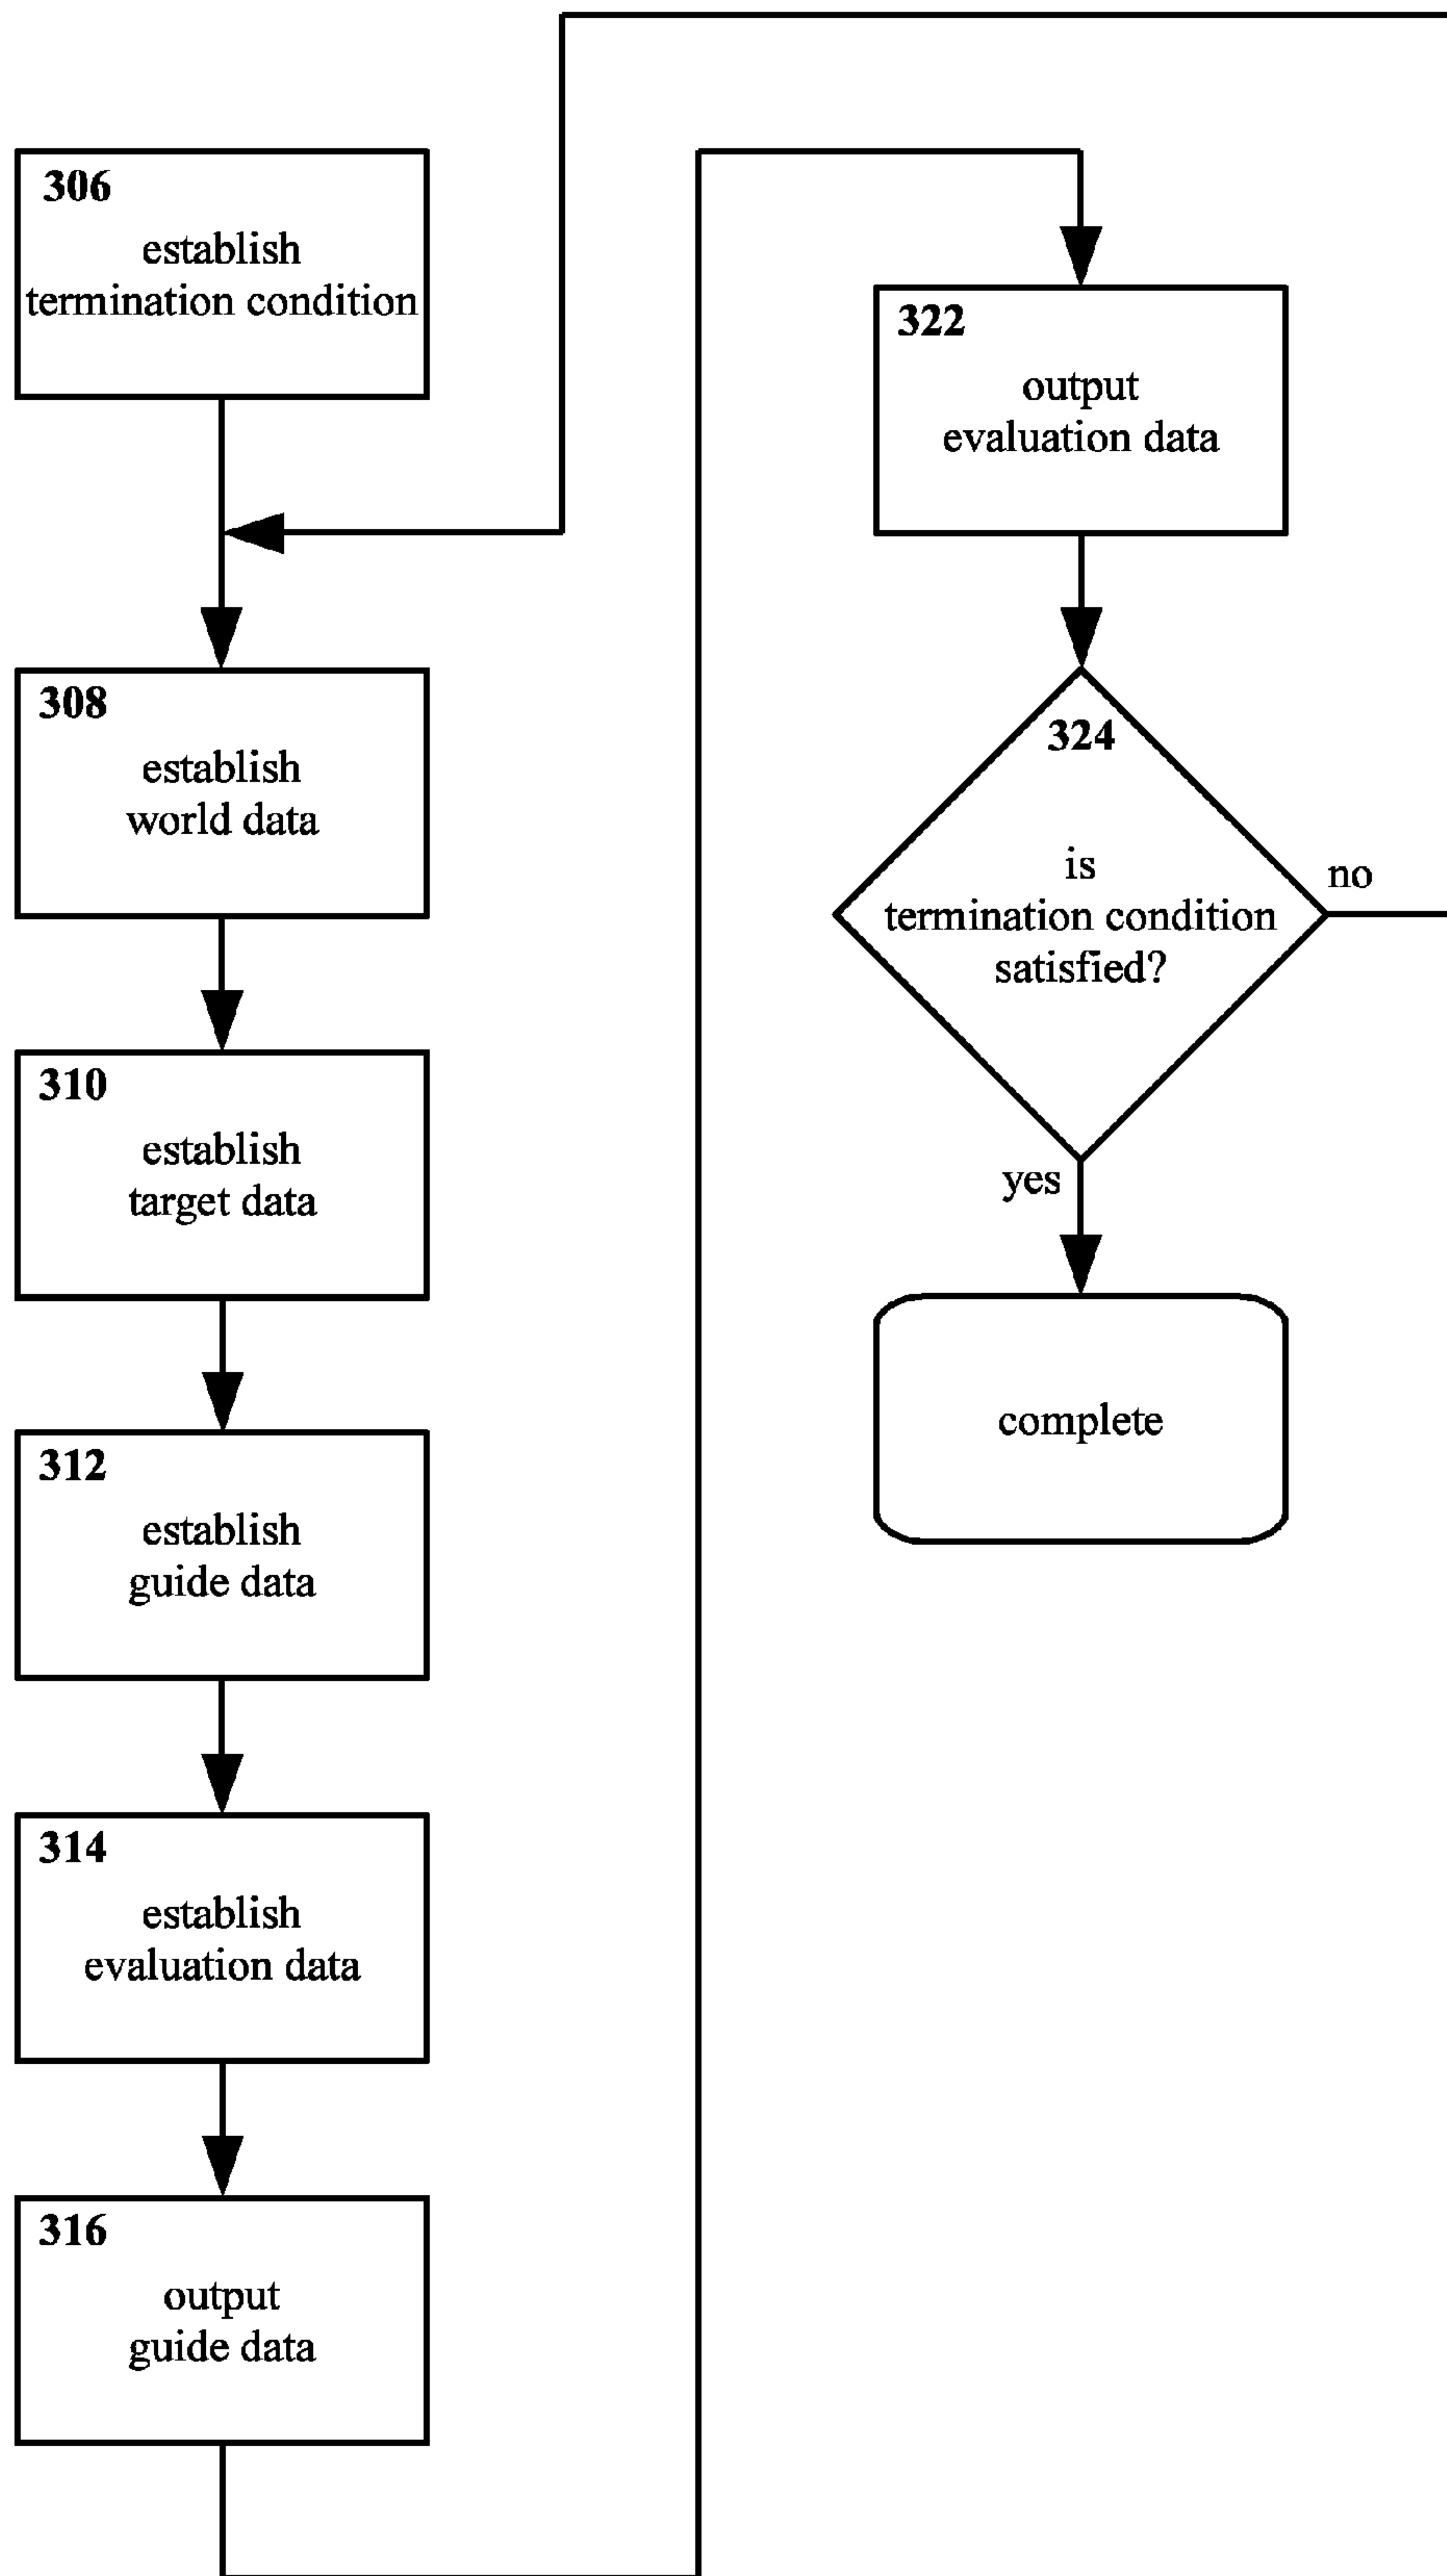 306
establish
termination condition
308
establish
world data
310
establish
target data
312
establish
guide data
314
establish
evaluation data
316
output
guide data
322
output
evaluation data
324
is
termination condition
satisfied?
no
yes
complete